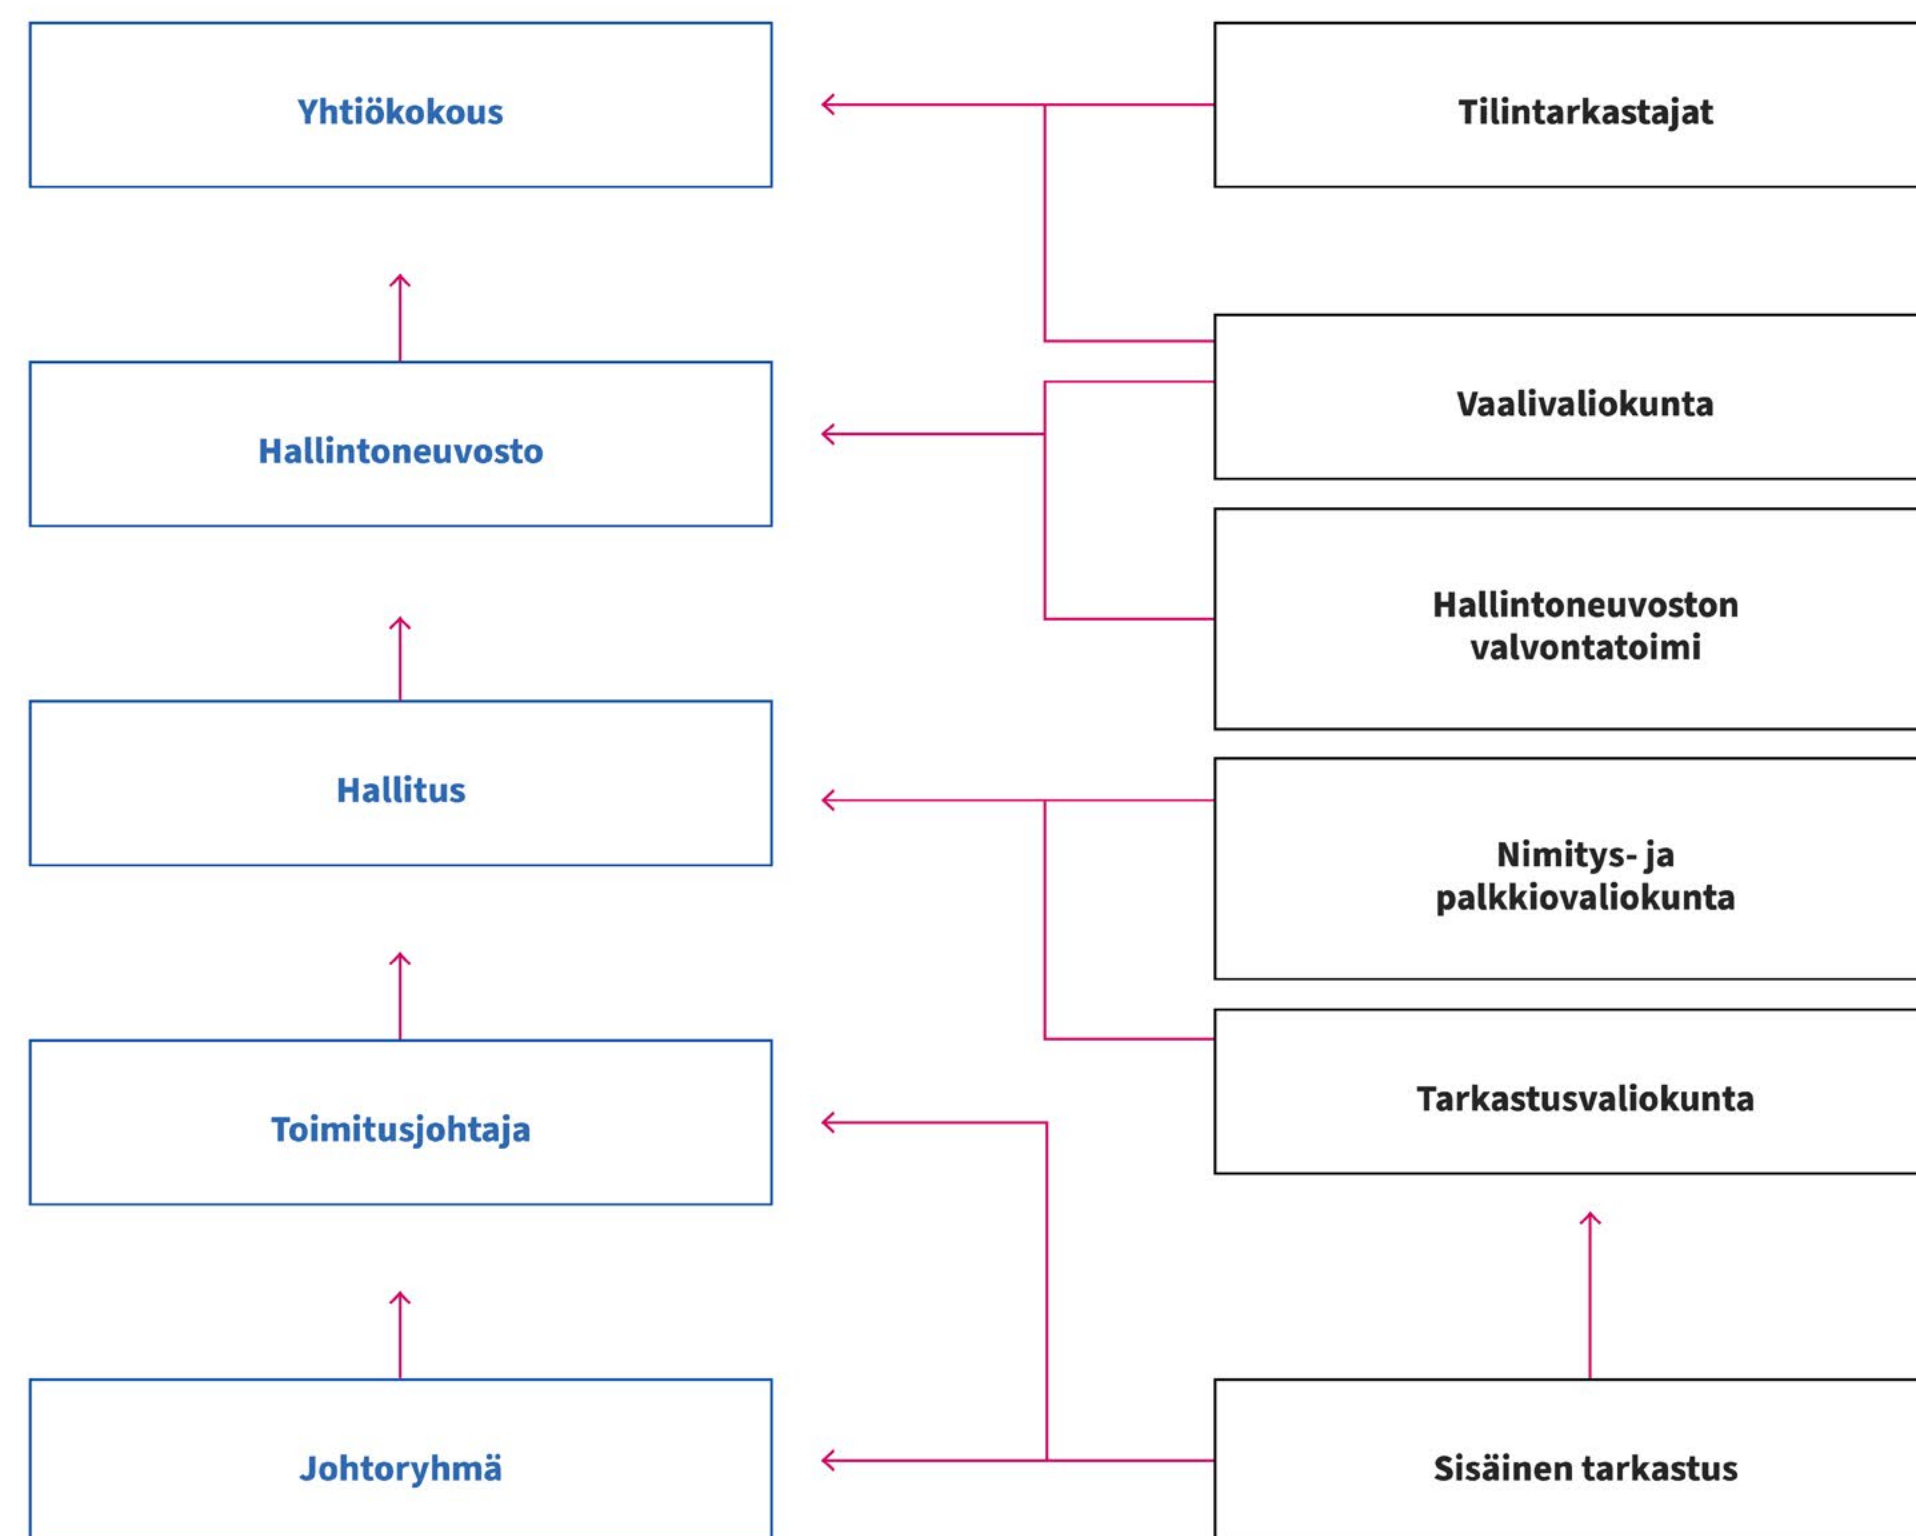 Yhtiökokous
Tilintarkastajat
Vaalivaliokunta
Hallintoneuvosto
Hallintoneuvoston
valvontatoimi
Hallitus
Nimitys- ja
palkkiovaliokunta
Tarkastusvaliokunta
Toimitusjohtaja
Johtoryhmä
Sisäinen tarkastus